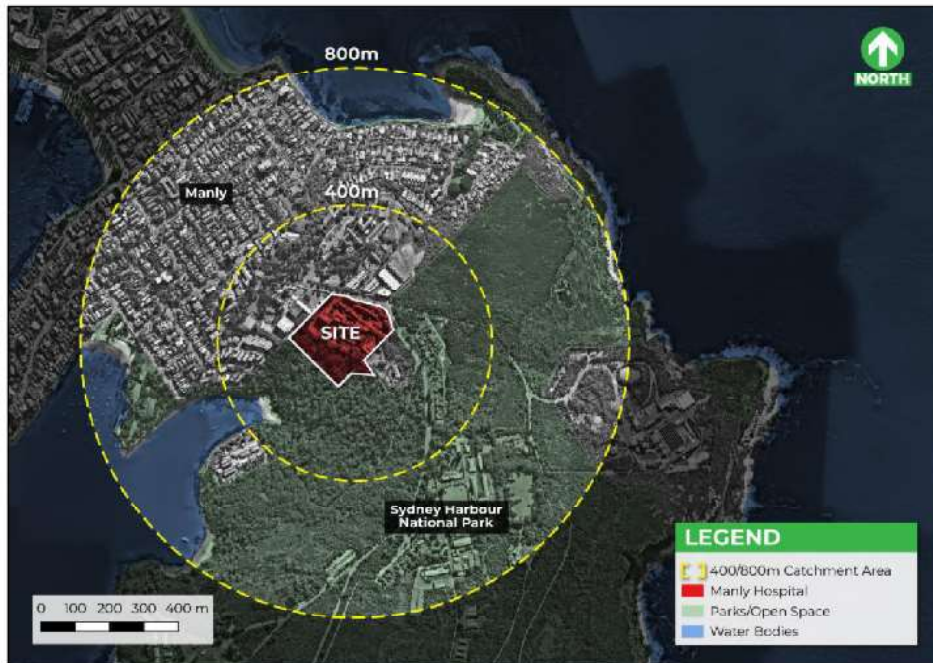 800m
NORTH
Manly
400m
SITE
Sydney Harbour
National Park
LEGEND
400/800m Catchment Area
Manly Hospital
Parks/Open Space
Water Bodies
0 100 200 300 400 m